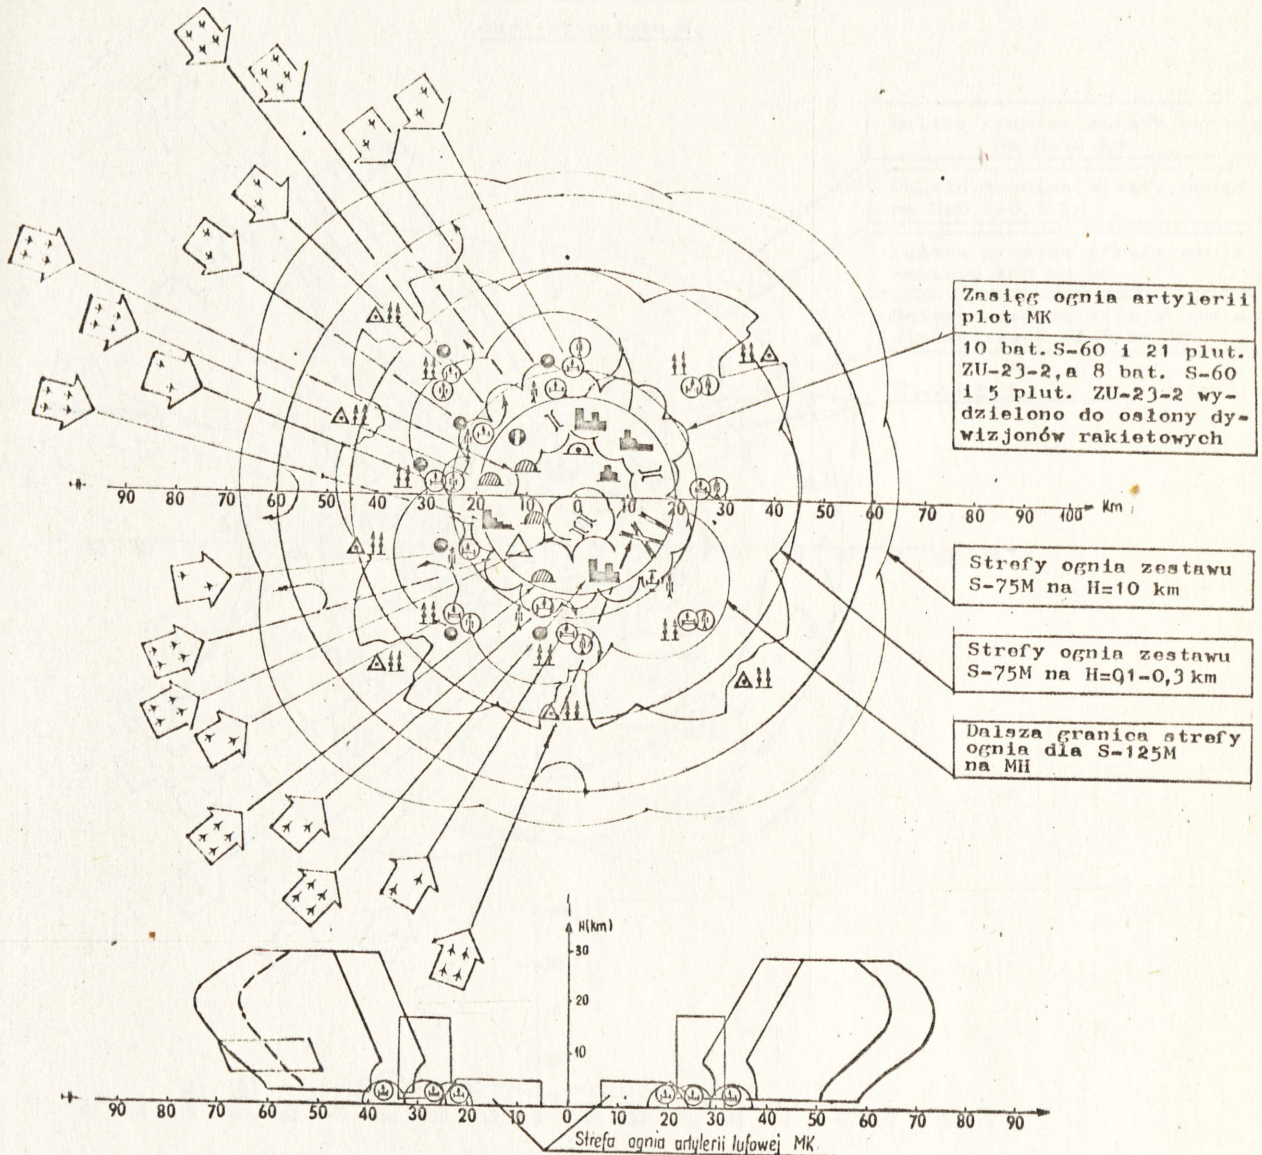 Zasięg ognia artylerii
plot MK
10 bat. S-60 i 21 plut.
ZU-23-2, a 8 bat. S-60
i 5 plut. ZU-23-2 wy-
dzielono do osłony dy-
wizjonów rakietowych
90 80 70 60 50 40 30 20 10 0 10 20 30 40 50 60 70 80 90 100 Km
Strefy ognia zestawu
S-75M na H=10 km
Strefy ognia zestawu
S-75M na H=0,1-0,3 km
Dalsza granica strefy
ognia dla S-125M
na MH
H(km)
30
20
10
90 80 70 60 50 40 30 20 10 0 10 20 30 40 50 60 70 80 90
Strefa ognia artylerii lufowej MK